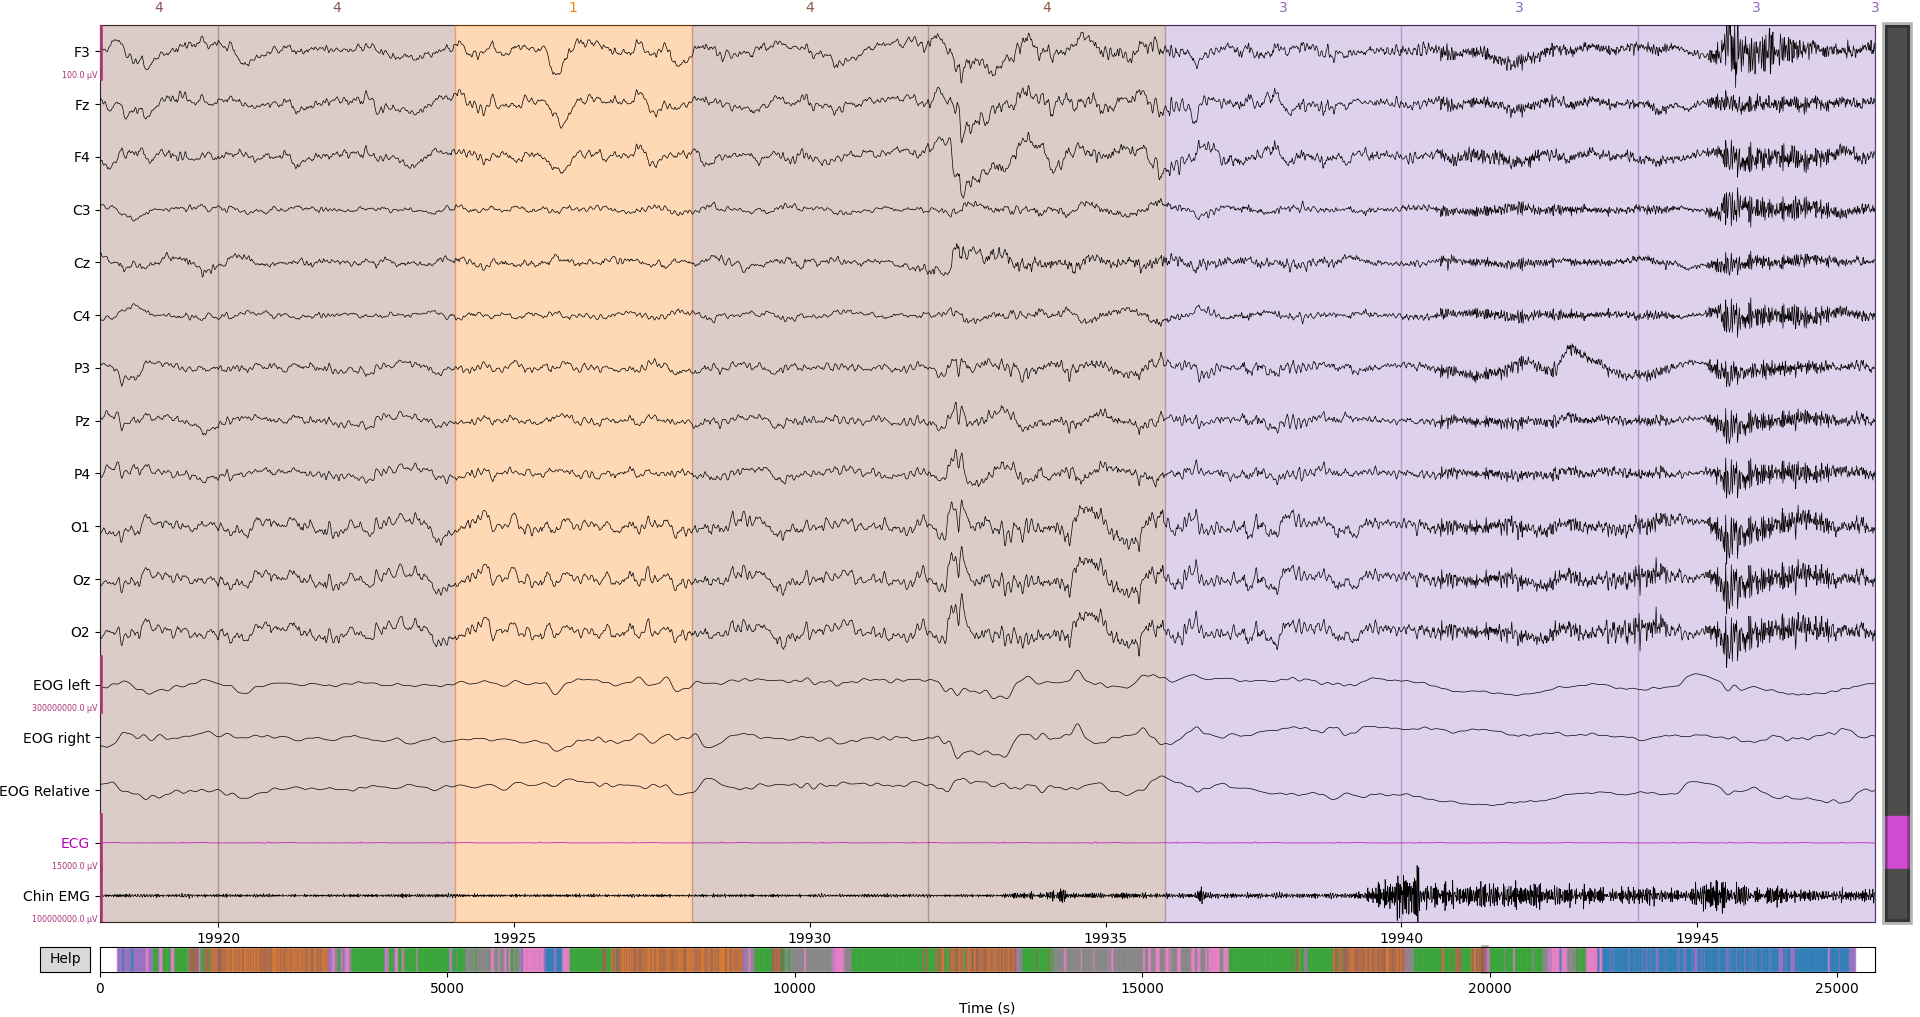 4 4 1 4 4 3 3 3 3
F3
100.0 µV
Fz
F4
C3
Cz
C4
P3
Pz
P4
O1
Oz
O2
EOG left
300000000.0 µV
EOG right
EOG Relative
ECG
15000.0 µV
Chin EMG
100000000.0 µV
19920 19925 19930 19935 19940 19945
Help
0 5000 10000 15000 20000 25000
Time (s)